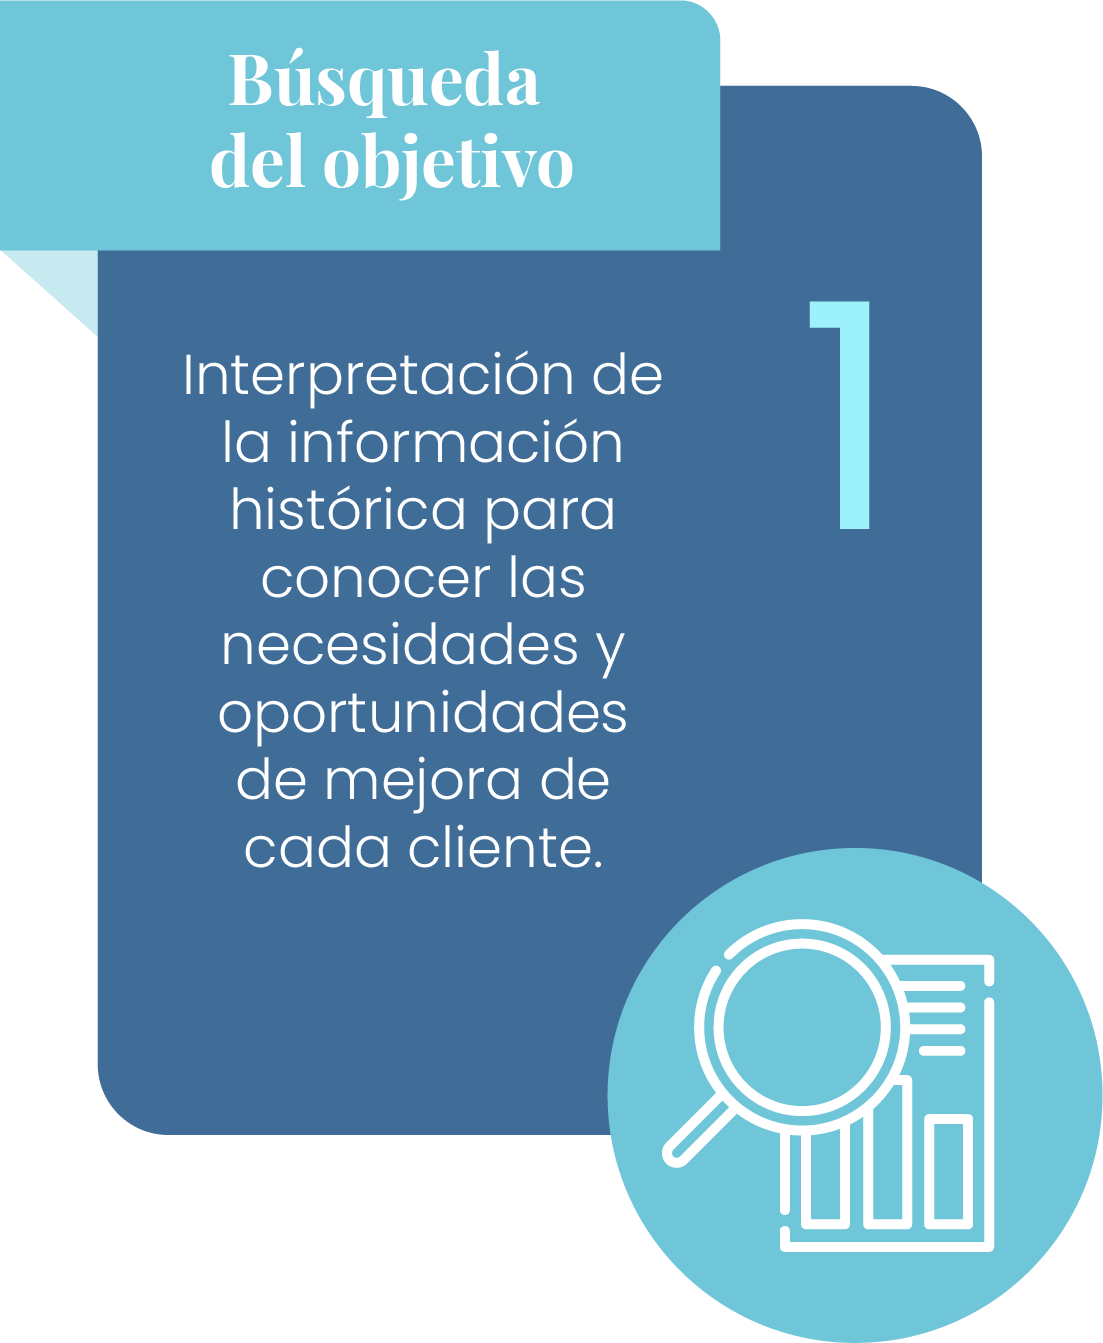 Búsqueda
del objetivo
1
Interpretación de
la información
histórica para
conocer las
necesidades y
oportunidades
de mejora de
cada cliente.